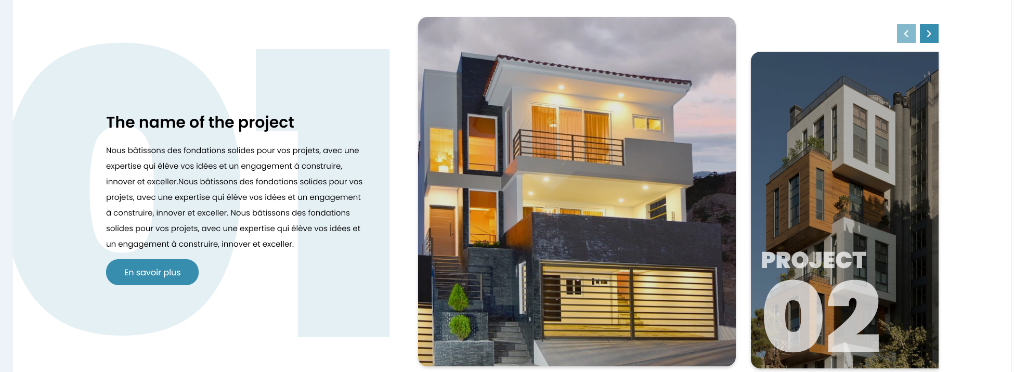 01
The name of the project
Nous bâtissons des fondations solides pour vos projets, avec une
expertise qui élève vos idées et un engagement à construire,
innover et exceller.Nous bâtissons des fondations solides pour vos
projets, avec une expertise qui élève vos idées et un engagement
à construire, innover et exceller. Nous bâtissons des fondations
solides pour vos projets, avec une expertise qui élève vos idées et
un engagement à construire, innover et exceller.
En savoir plus
PROJECT
02